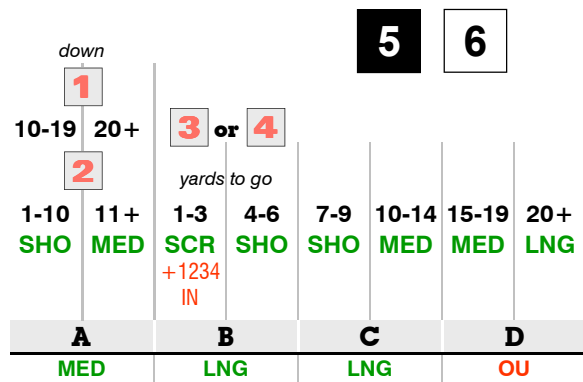 5 6
down
1
10-19 20+ 3 or 4
2 yards to go
1-10 11+ 1-3 4-6 7-9 10-14 15-19 20+
SHO MED SCR SHO SHO MED MED LNG
+1234
IN
A B C D
MED LNG LNG OU